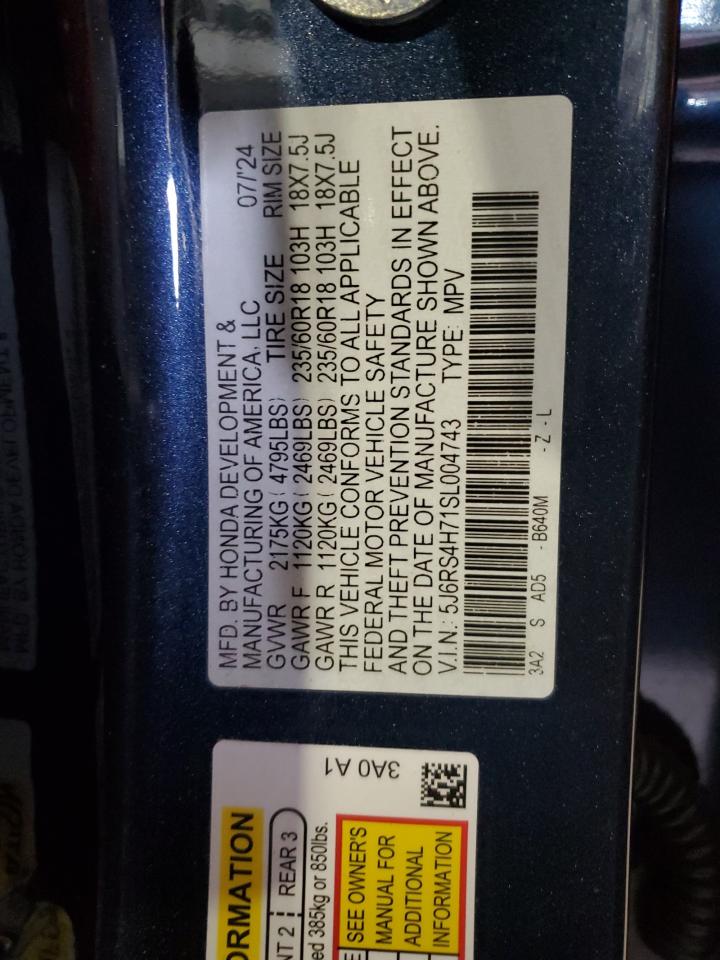 MFD. BY HONDA DEVELOPMENT &
MANUFACTURING OF AMERICA, LLC 07/'24
GVWR 2175KG ( 4795LBS) TIRE SIZE RIM SIZE
GAWR F 1120KG ( 2469LBS) 235/60R18 103H 18X7.5J
GAWR R 1120KG ( 2469LBS) 235/60R18 103H 18X7.5J
THIS VEHICLE CONFORMS TO ALL APPLICABLE
FEDERAL MOTOR VEHICLE SAFETY
AND THEFT PREVENTION STANDARDS IN EFFECT
ON THE DATE OF MANUFACTURE SHOWN ABOVE.
V.I.N.: 5J6RS4H71SL004743 TYPE: MPV
3A2 S AD5 - B640M - Z - L
3A0 A1
ORMATION
NT 2 REAR 3
ed 385kg or 850lbs.
SEE OWNER'S
MANUAL FOR
ADDITIONAL
INFORMATION